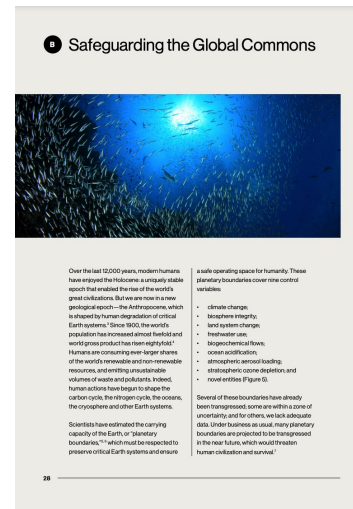 B Safeguarding the Global Commons
Over the last 12,000 years, modern humans
have enjoyed the Holocene: a uniquely stable
epoch that enabled the rise of the world's
great civilizations. But we are now in a new
geological epoch—the Anthropocene, which
is shaped by human degradation of critical
Earth systems.³ Since 1900, the world's
population has increased almost fivefold and
world gross product has risen eightyfold.⁴
Humans are consuming ever-larger shares
of the world's renewable and non-renewable
resources, and emitting unsustainable
volumes of waste and pollutants. Indeed,
human actions have begun to shape the
carbon cycle, the nitrogen cycle, the oceans,
the cryosphere and other Earth systems.
Scientists have estimated the carrying
capacity of the Earth, or "planetary
boundaries,"⁵,⁶ which must be respected to
preserve critical Earth systems and ensure
a safe operating space for humanity. These
planetary boundaries cover nine control
variables:
• climate change;
• biosphere integrity;
• land system change;
• freshwater use;
• biogeochemical flows;
• ocean acidification;
• atmospheric aerosol loading;
• stratospheric ozone depletion; and
• novel entities (Figure 5).
Several of these boundaries have already
been transgressed; some are within a zone of
uncertainty; and for others, we lack adequate
data. Under business as usual, many planetary
boundaries are projected to be transgressed
in the near future, which would threaten
human civilization and survival.⁷
26